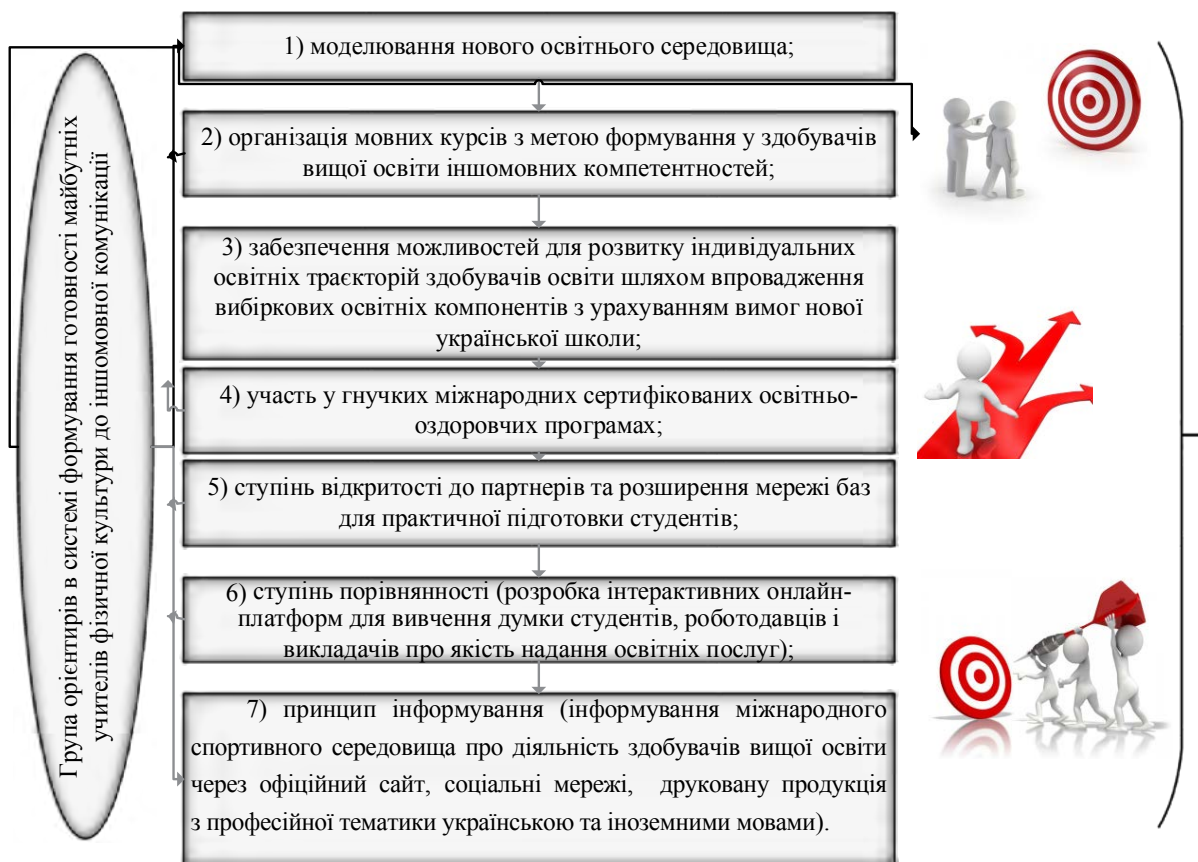 Група орієнтирів в системі формування готовності майбутніх
учителів фізичної культури до іншомовної комунікації
1) моделювання нового освітнього середовища;
2) організація мовних курсів з метою формування у здобувачів
вищої освіти іншомовних компетентностей;
3) забезпечення можливостей для розвитку індивідуальних
освітніх траєкторій здобувачів освіти шляхом впровадження
вибіркових освітніх компонентів з урахуванням вимог нової
української школи;
4) участь у гнучких міжнародних сертифікованих освітньо-
оздоровчих програмах;
5) ступінь відкритості до партнерів та розширення мережі баз
для практичної підготовки студентів;
6) ступінь порівнянності (розробка інтерактивних онлайн-
платформ для вивчення думки студентів, роботодавців і
викладачів про якість надання освітніх послуг);
7) принцип інформування (інформування міжнародного
спортивного середовища про діяльність здобувачів вищої освіти
через офіційний сайт, соціальні мережі, друковану продукція
з професійної тематики українською та іноземними мовами).